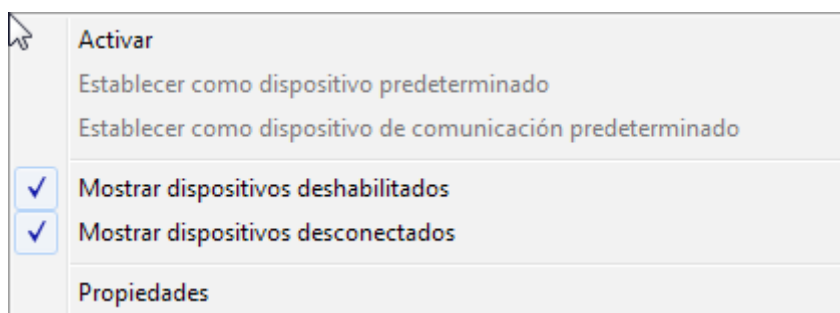 Activar
Establecer como dispositivo predeterminado
Establecer como dispositivo de comunicación predeterminado
Mostrar dispositivos deshabilitados
Mostrar dispositivos desconectados
Propiedades